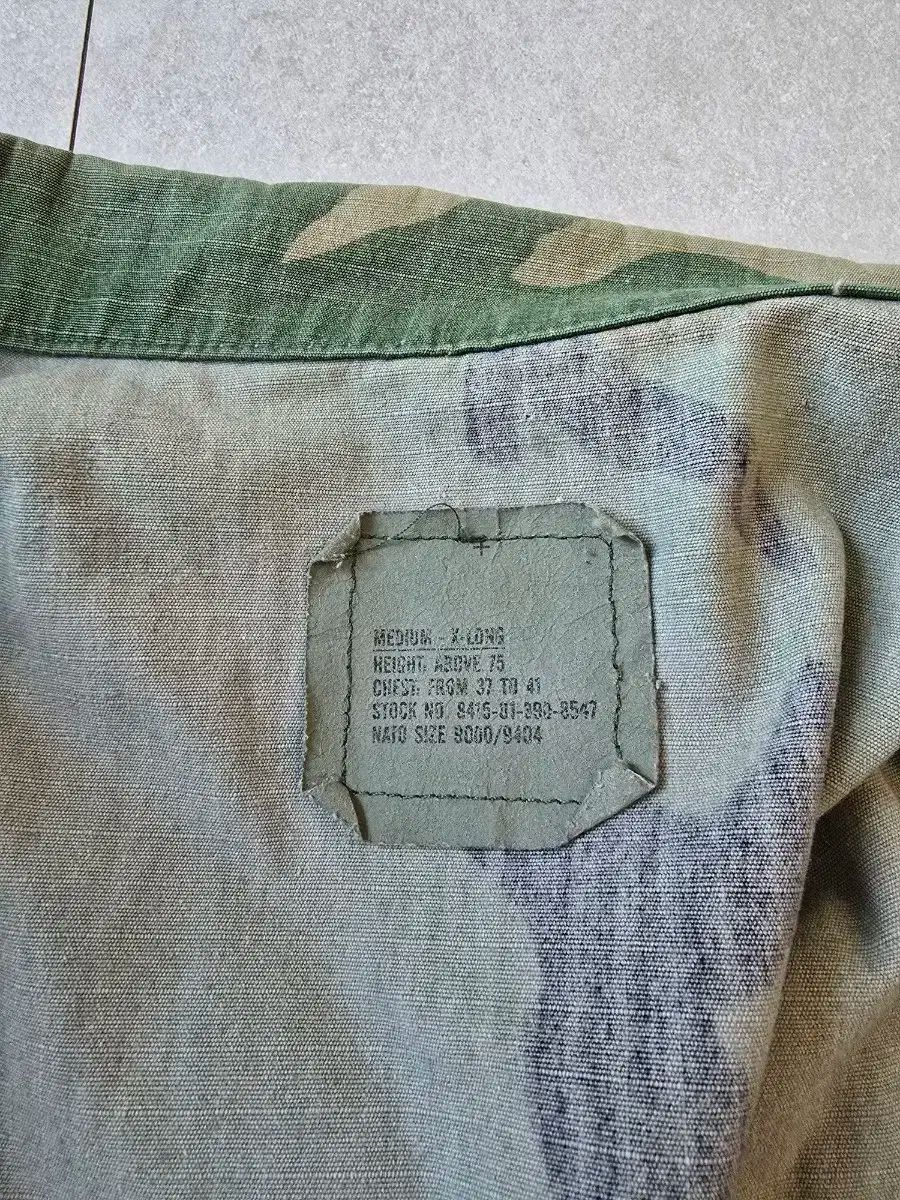 MEDIUM - X-LONG
HEIGHT: ABOVE 75
CHEST: FROM 37 TO 41
STOCK NO. 8415-01-390-8547
NATO SIZE 9000/9404